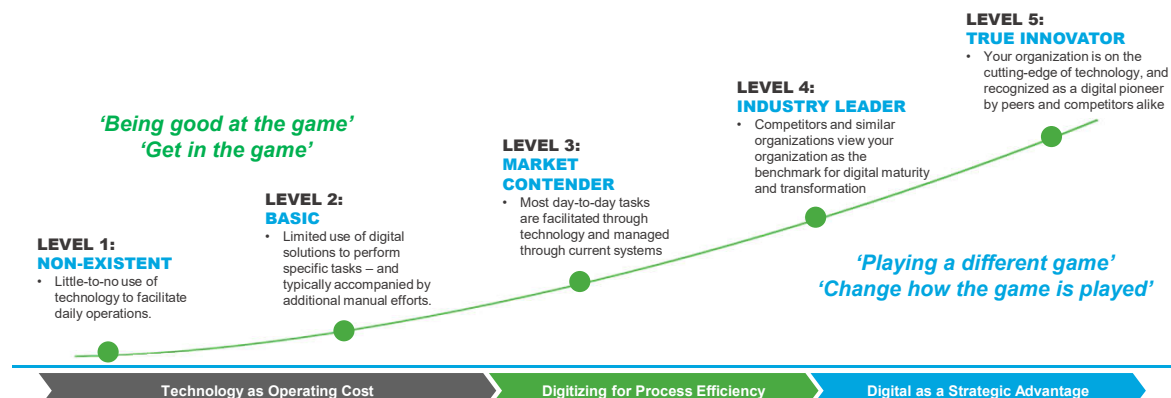 ‘Being good at the game’
‘Get in the game’
LEVEL 1:
NON-EXISTENT
• Little-to-no use of
technology to facilitate
daily operations.
LEVEL 2:
BASIC
• Limited use of digital
solutions to perform
specific tasks – and
typically accompanied by
additional manual efforts.
LEVEL 3:
MARKET
CONTENDER
• Most day-to-day tasks
are facilitated through
technology and managed
through current systems
LEVEL 4:
INDUSTRY LEADER
• Competitors and similar
organizations view your
organization as the
benchmark for digital maturity
and transformation
LEVEL 5:
TRUE INNOVATOR
• Your organization is on the
cutting-edge of technology, and
recognized as a digital pioneer
by peers and competitors alike
‘Playing a different game’
‘Change how the game is played’
Technology as Operating Cost
Digitizing for Process Efficiency
Digital as a Strategic Advantage